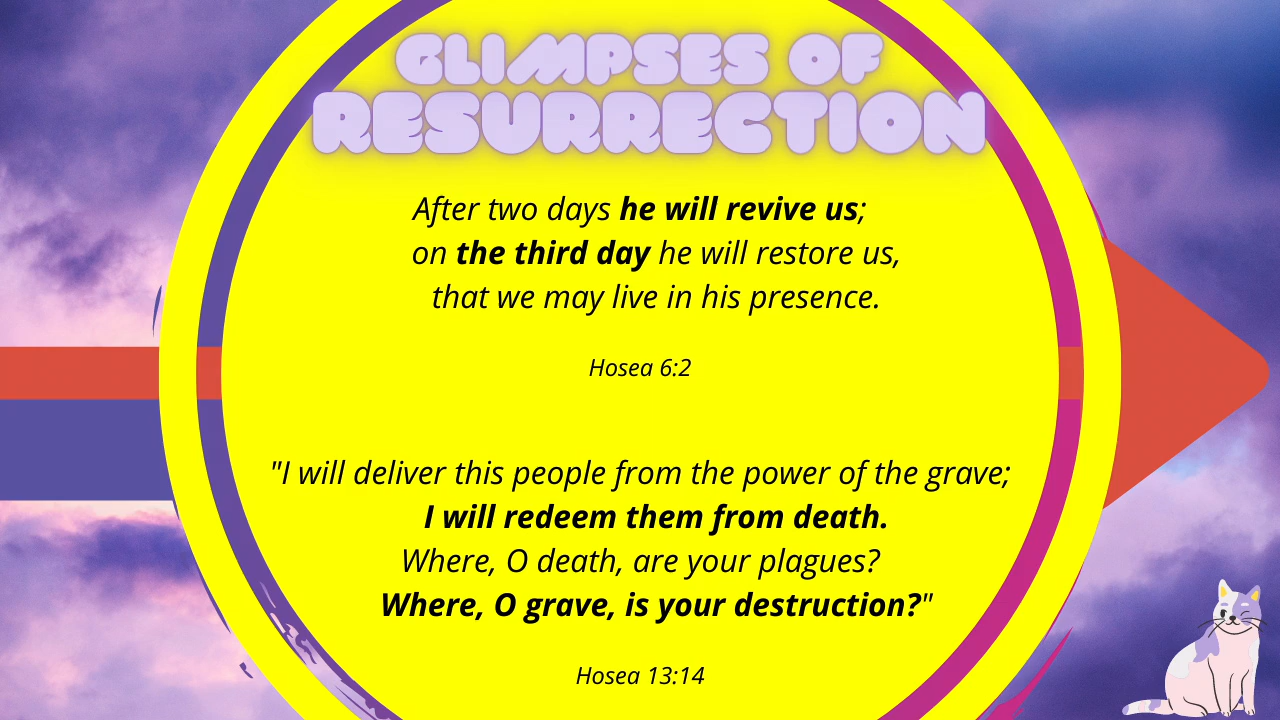 GLIMPSES OF
RESURRECTION
After two days he will revive us;
on the third day he will restore us,
that we may live in his presence.
Hosea 6:2
"I will deliver this people from the power of the grave;
I will redeem them from death.
Where, O death, are your plagues?
Where, O grave, is your destruction?"
Hosea 13:14